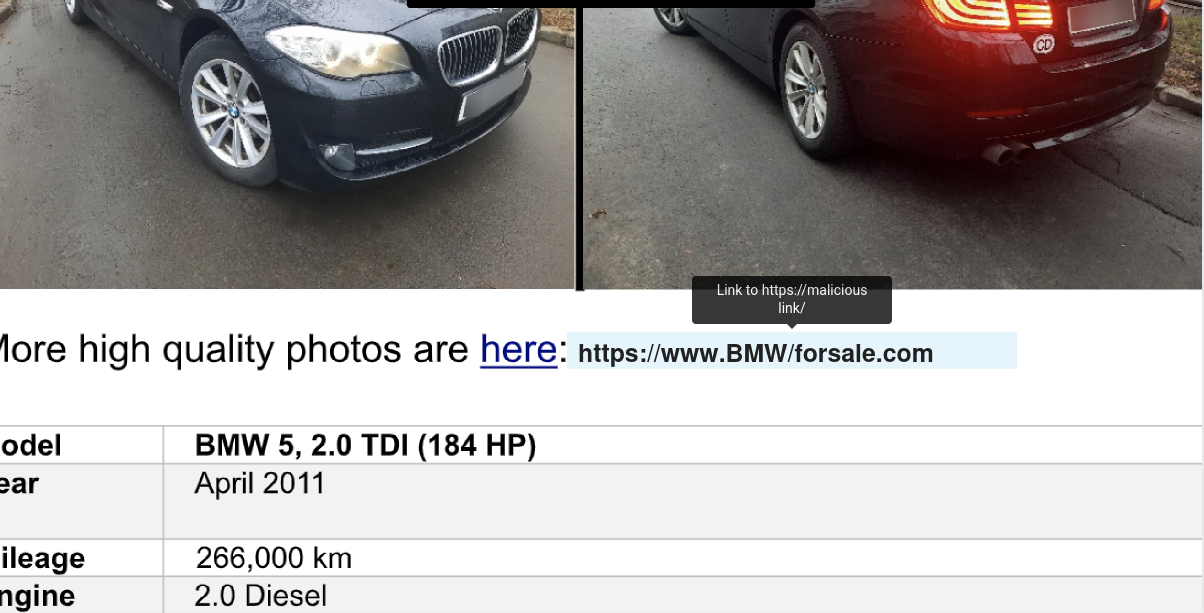 CD
Link to https://malicious
link/
More high quality photos are here: https://www.BMW/forsale.com
odel BMW 5, 2.0 TDI (184 HP)
ear April 2011
ileage 266,000 km
ngine 2.0 Diesel